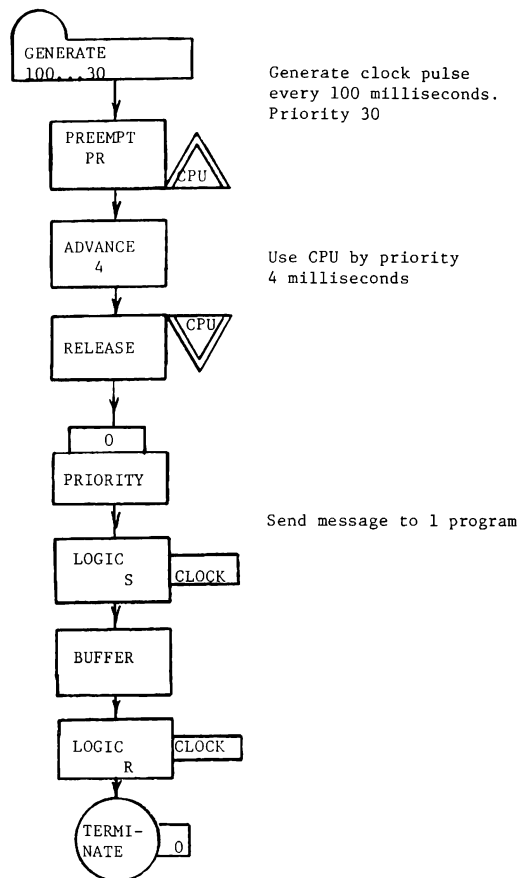 GENERATE
100...30
Generate clock pulse
every 100 milliseconds.
Priority 30
PREEMPT
PR
CPU
ADVANCE
4
Use CPU by priority
4 milliseconds
CPU
RELEASE
0
PRIORITY
Send message to 1 program
LOGIC
S
CLOCK
BUFFER
LOGIC
R
CLOCK
TERMI-
NATE
0